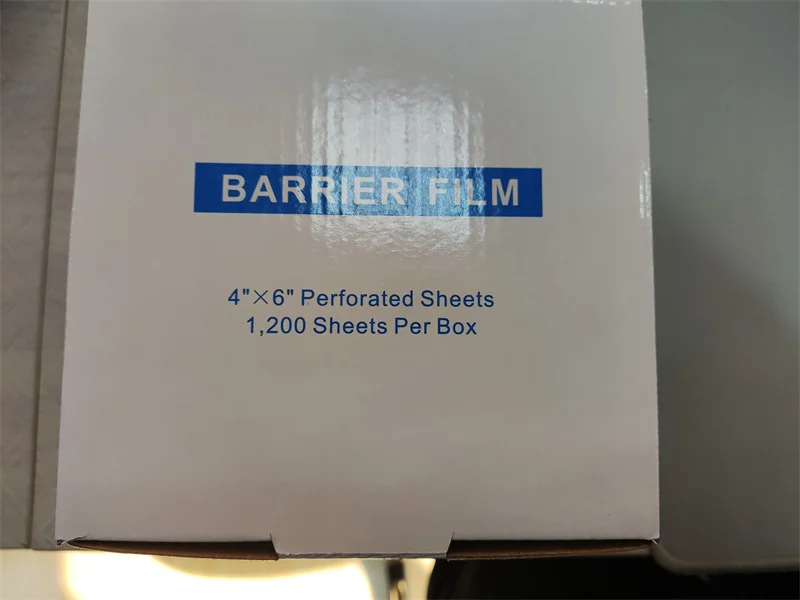 BARRIER FILM
4"×6" Perforated Sheets
1,200 Sheets Per Box